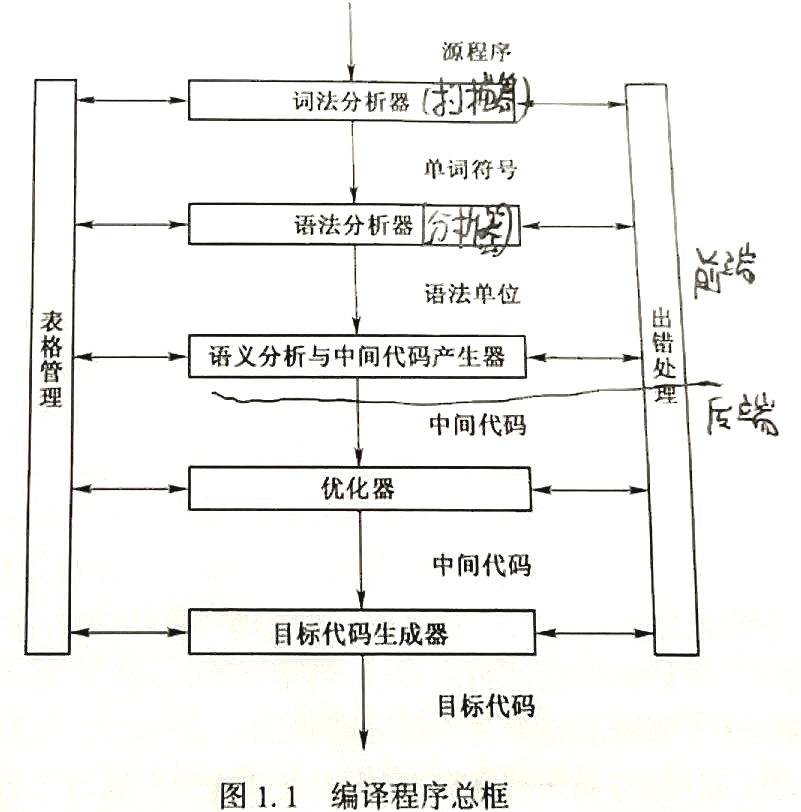 源程序
词法分析器 (扫描器)
单词符号
语法分析器 (分析器)
语法单位
表格管理
出错处理
语义分析与中间代码产生器
后端
中间代码
优化器
中间代码
目标代码生成器
目标代码
图1.1 编译程序总框